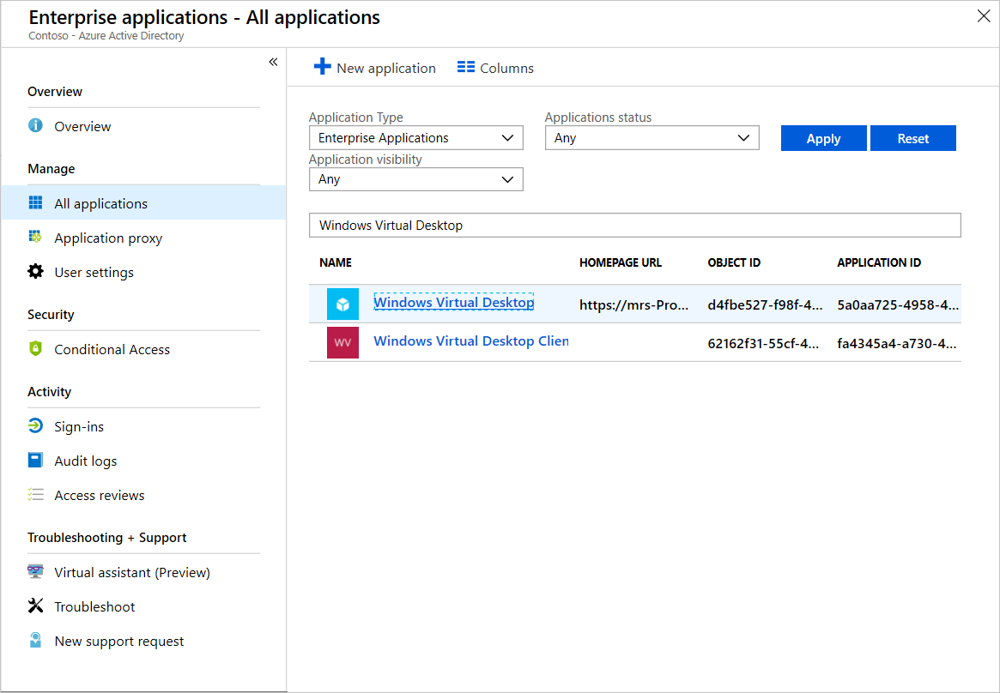 Enterprise applications - All applications
Contoso - Azure Active Directory
«
Overview
Overview
Manage
All applications
Application proxy
User settings
Security
Conditional Access
Activity
Sign-ins
Audit logs
Access reviews
Troubleshooting + Support
Virtual assistant (Preview)
Troubleshoot
New support request
New application Columns
Application Type Applications status
Enterprise Applications Any Apply Reset
Application visibility
Any
Windows Virtual Desktop
NAME HOMEPAGE URL OBJECT ID APPLICATION ID
Windows Virtual Desktop https://mrs-Pro... d4fbe527-f98f-4... 5a0aa725-4958-4...
WV Windows Virtual Desktop Clien 62162f31-55cf-4... fa4345a4-a730-4...